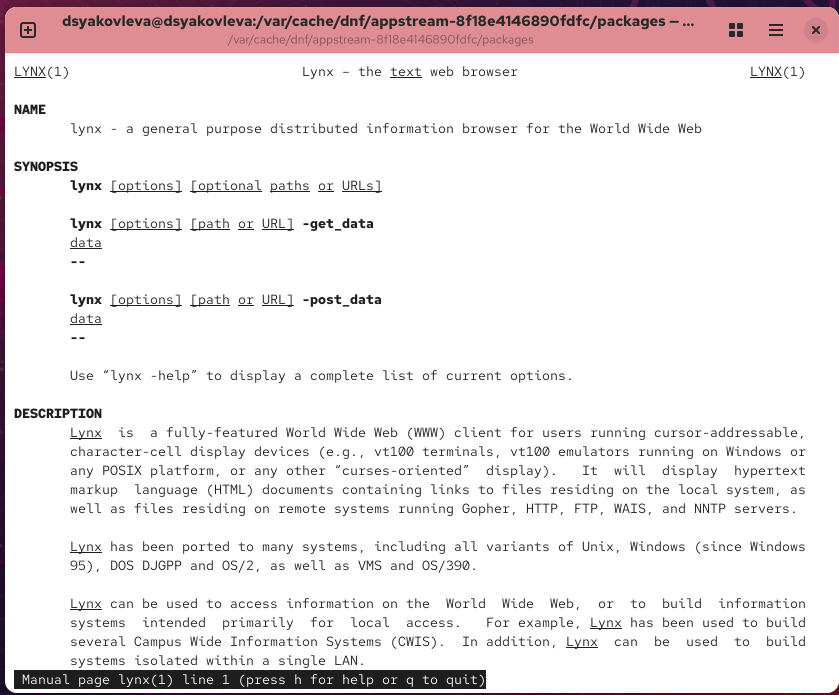 dsyakovleva@dsyakovleva:/var/cache/dnf/appstream-8f18e4146890fdfc/packages — ...
/var/cache/dnf/appstream-8f18e4146890fdfc/packages
LYNX(1) Lynx – the text web browser LYNX(1)
NAME
lynx - a general purpose distributed information browser for the World Wide Web
SYNOPSIS
lynx [options] [optional paths or URLs]
lynx [options] [path or URL] -get_data
data
--
lynx [options] [path or URL] -post_data
data
--
Use “lynx -help” to display a complete list of current options.
DESCRIPTION
Lynx is a fully-featured World Wide Web (WWW) client for users running cursor-addressable,
character-cell display devices (e.g., vt100 terminals, vt100 emulators running on Windows or
any POSIX platform, or any other “curses-oriented” display). It will display hypertext
markup language (HTML) documents containing links to files residing on the local system, as
well as files residing on remote systems running Gopher, HTTP, FTP, WAIS, and NNTP servers.
Lynx has been ported to many systems, including all variants of Unix, Windows (since Windows
95), DOS DJGPP and OS/2, as well as VMS and OS/390.
Lynx can be used to access information on the World Wide Web, or to build information
systems intended primarily for local access. For example, Lynx has been used to build
several Campus Wide Information Systems (CWIS). In addition, Lynx can be used to build
systems isolated within a single LAN.
Manual page lynx(1) line 1 (press h for help or q to quit)